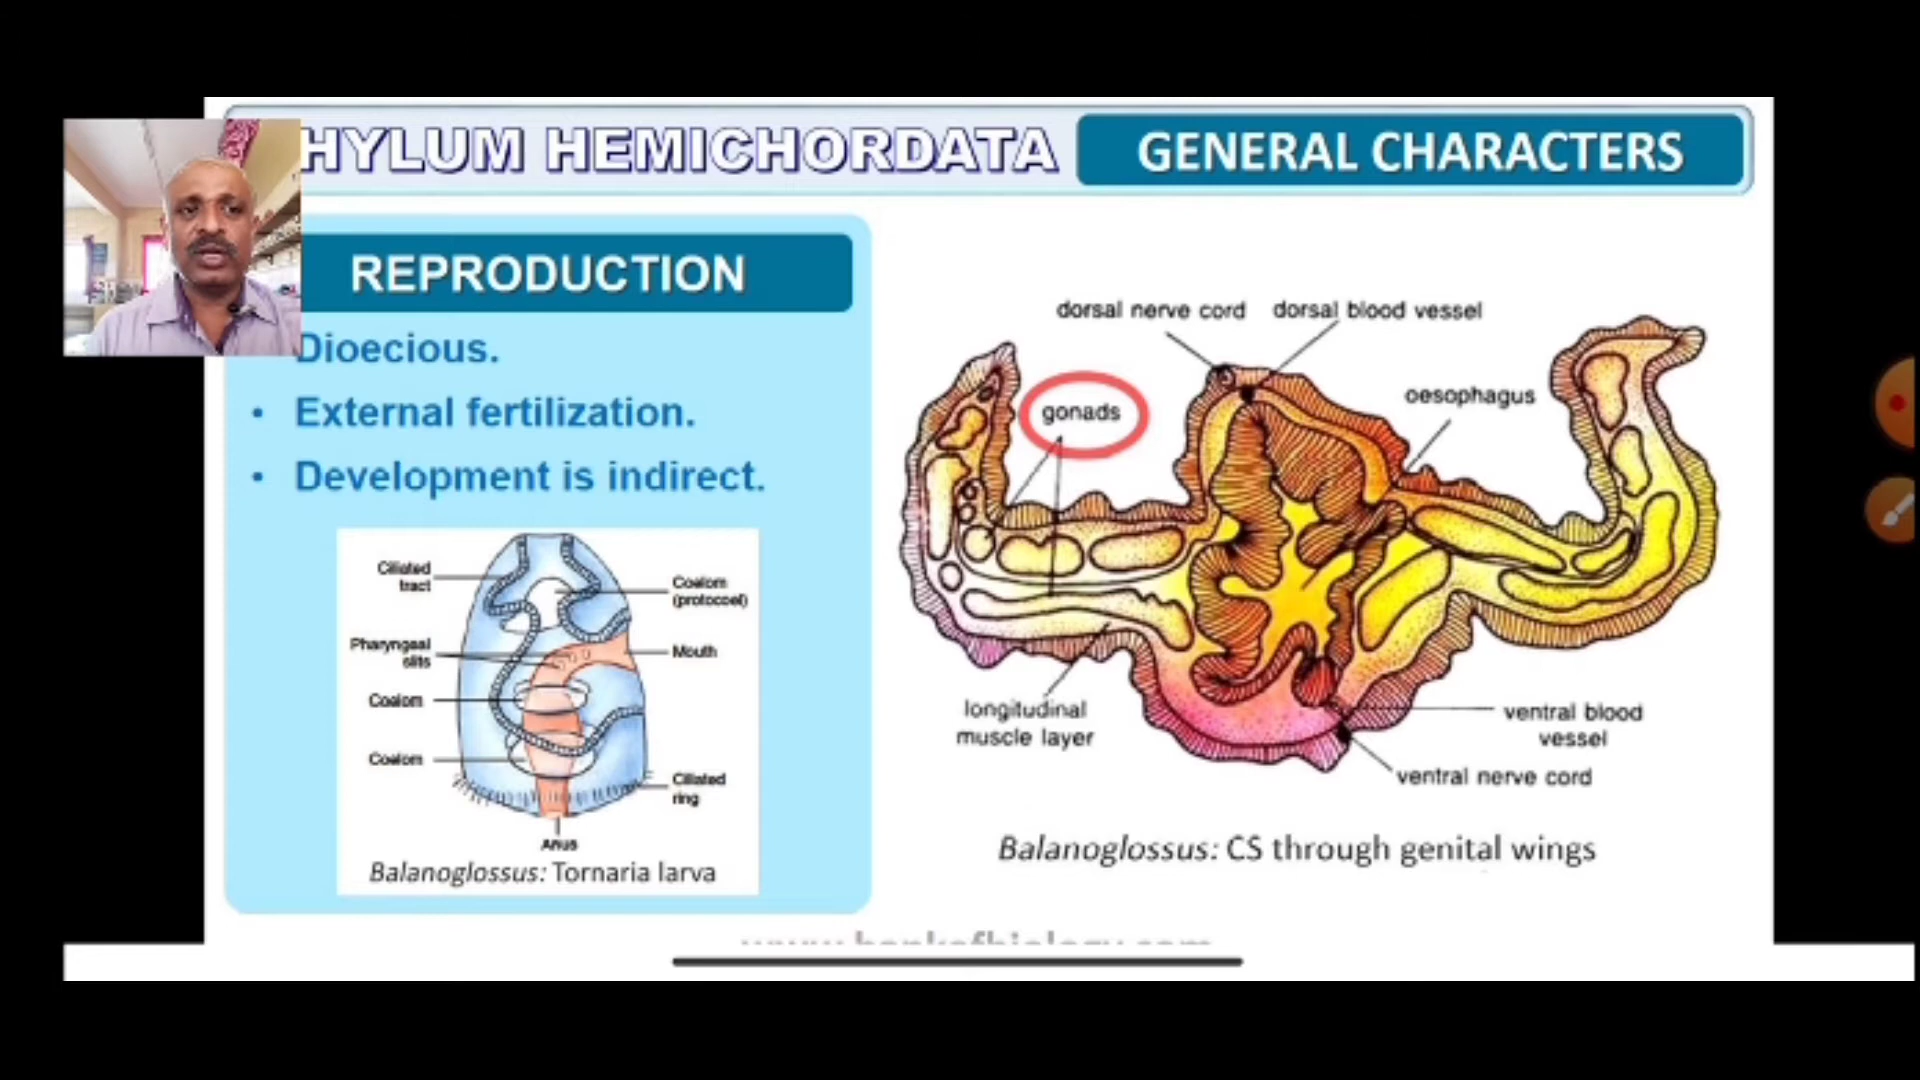 HYLUM HEMICHORDATA
GENERAL CHARACTERS
REPRODUCTION
Dioecious.
• External fertilization.
• Development is indirect.
Ciliated
tract
Coelom
(protocoel)
Pharyngeal
slits
Mouth
Coelom
Coelom
Ciliated
ring
Anus
Balanoglossus: Tornaria larva
dorsal nerve cord
dorsal blood vessel
gonads
oesophagus
longitudinal
muscle layer
ventral blood
vessel
ventral nerve cord
Balanoglossus: CS through genital wings